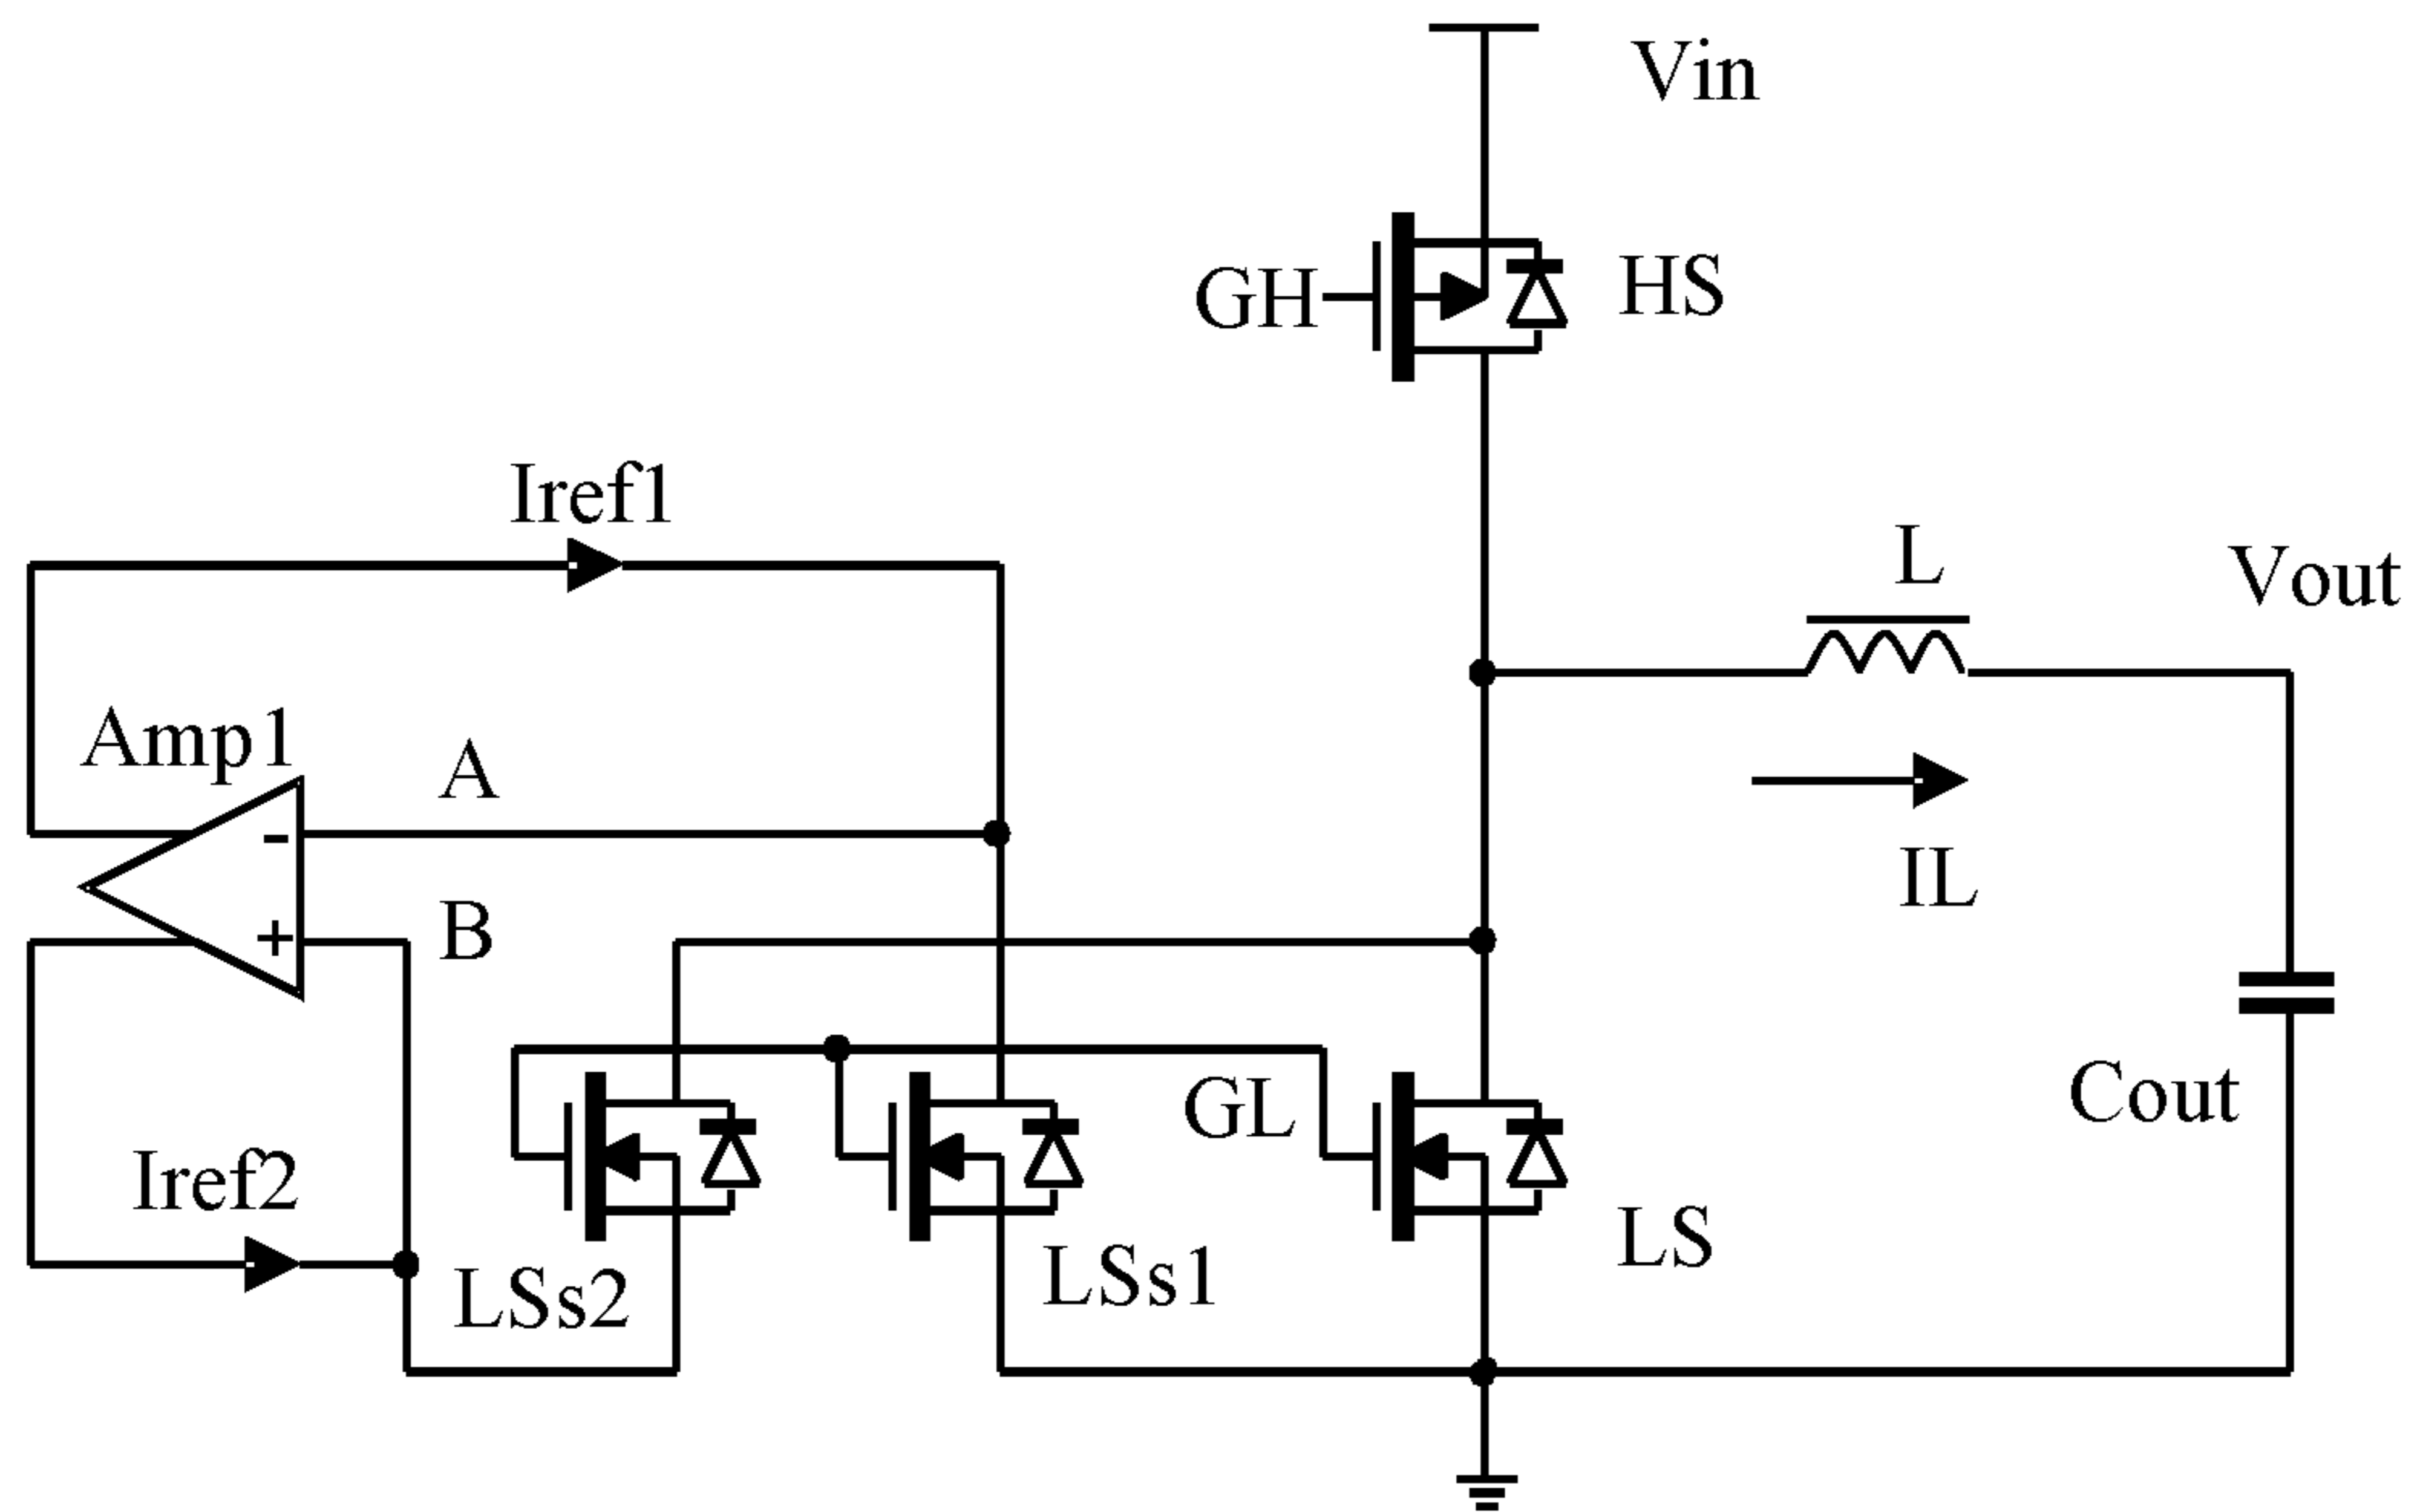 Vin
GH
HS
Iref1
L
Vout
Amp1
A
-
IL
B
+
GL
Cout
Iref2
LSs2
LSs1
LS